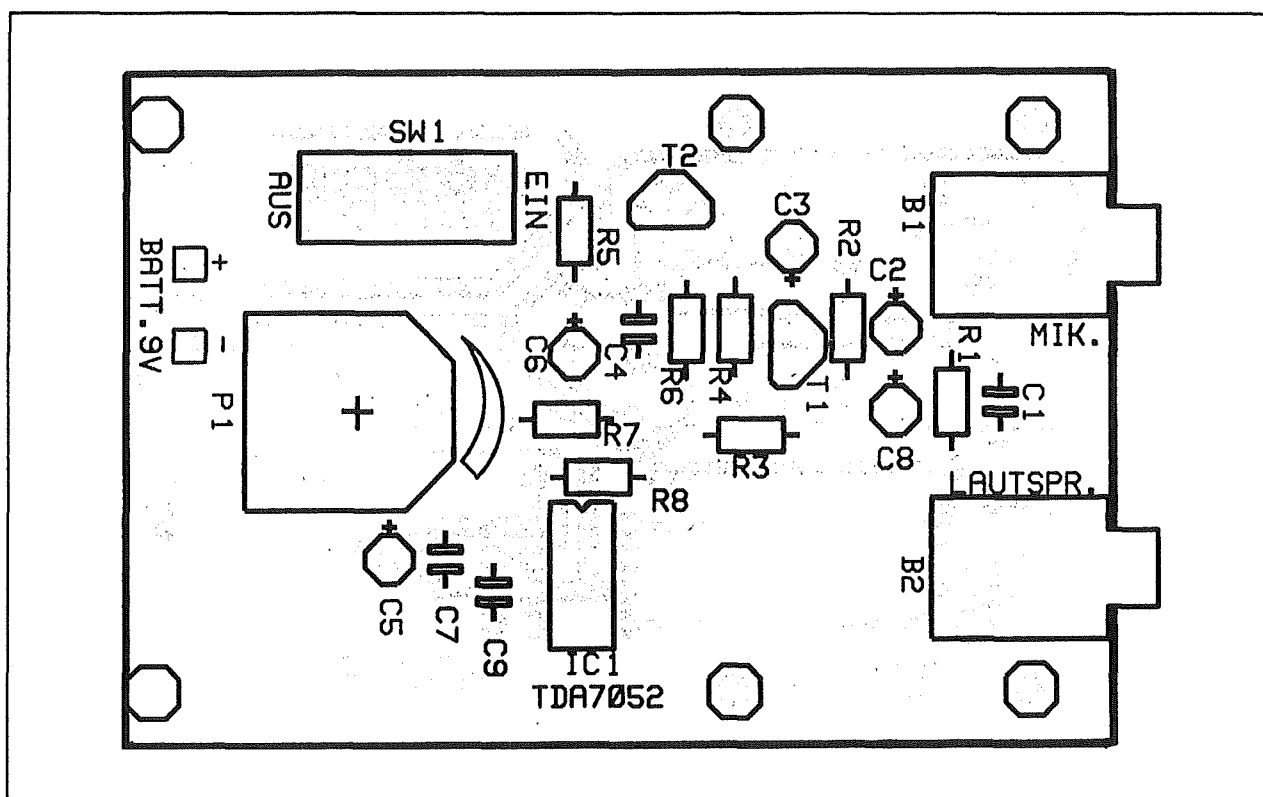 SW1
AUS
EIN
T2
C3
R5
R2
C2
B1
BATT.9V
+
-
MIK.
C6
C4
R6
R4
T1
R1
C1
P1
R7
R3
C8
R8
LAUTSPR.
B2
C5
C7
C9
IC1
TDA7052